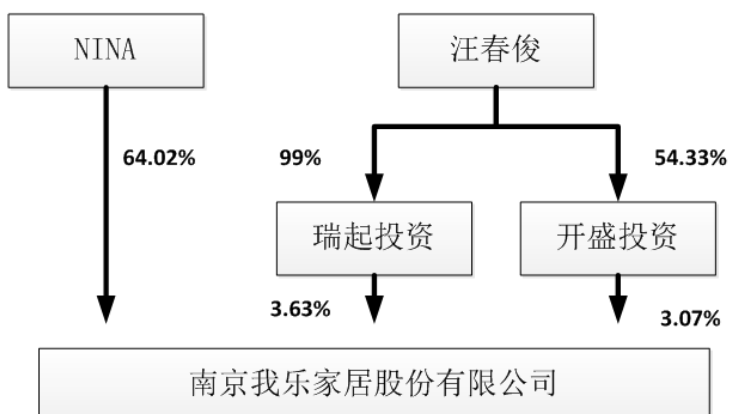 NINA
汪春俊
64.02%
99%
54.33%
瑞起投资
开盛投资
3.63%
3.07%
南京我乐家居股份有限公司